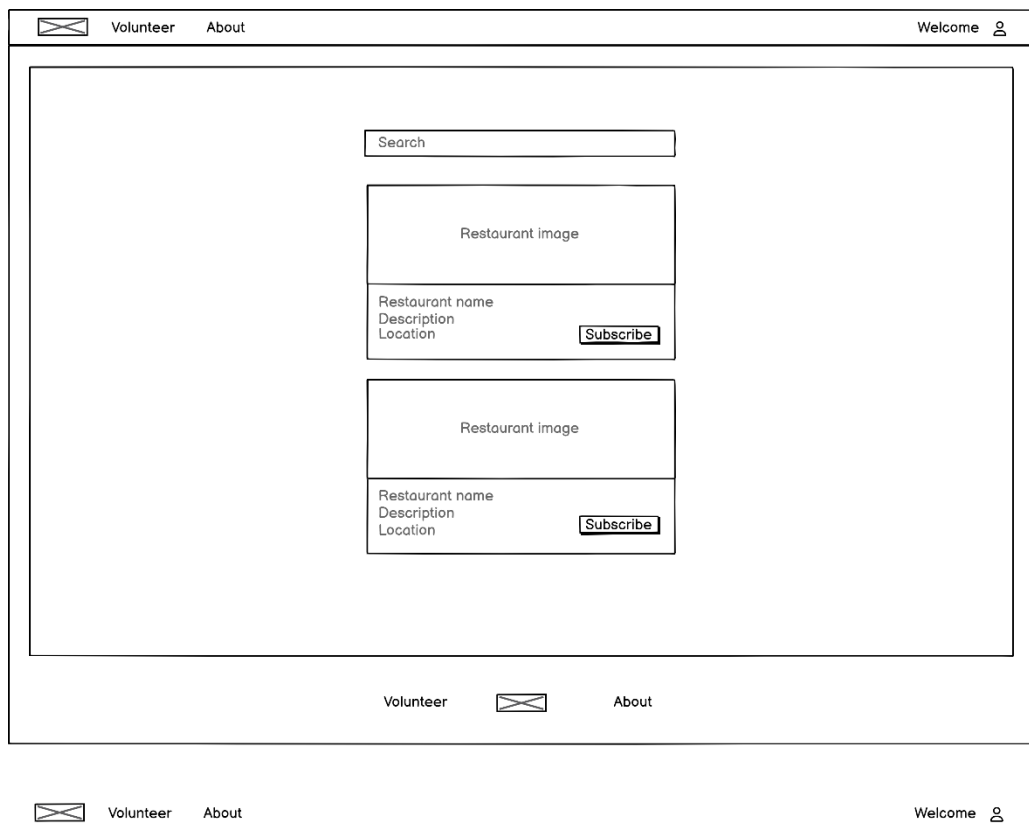 Volunteer About Welcome
Search
Restaurant image
Restaurant name
Description
Location
Subscribe
Restaurant image
Restaurant name
Description
Location
Subscribe
Volunteer About
Volunteer About Welcome